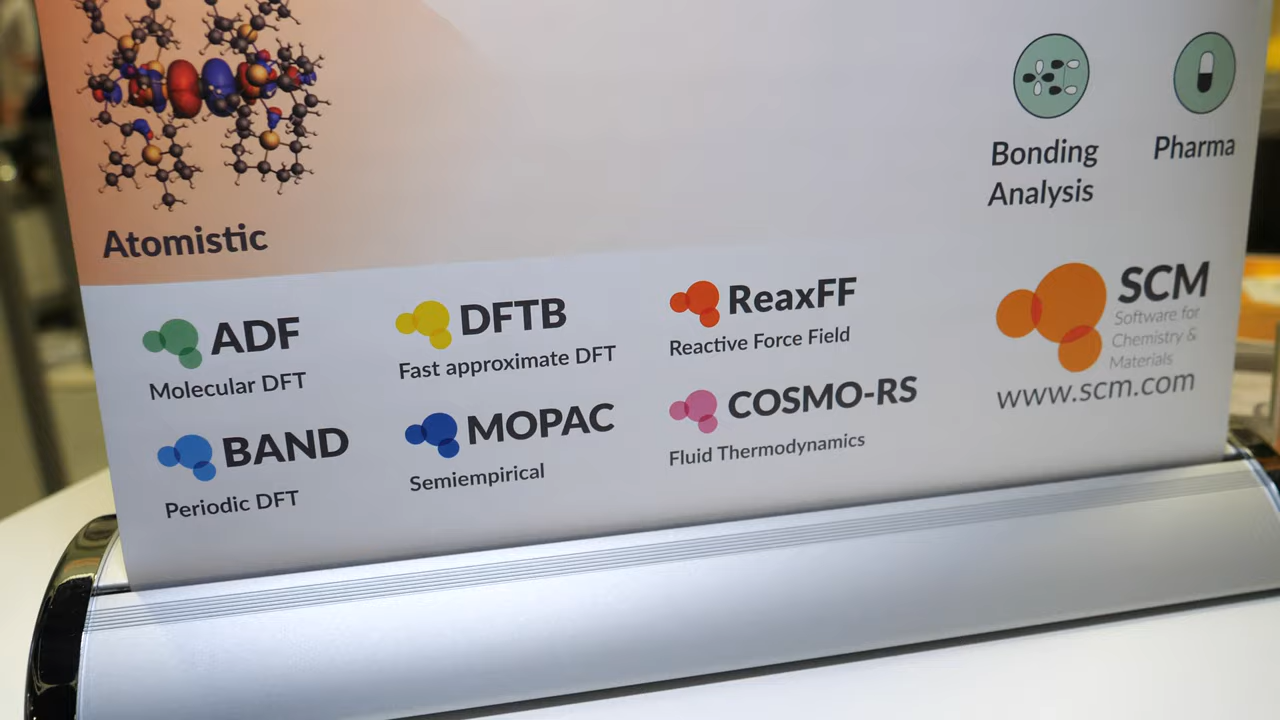 Bonding
Analysis
Pharma
Atomistic
ADF
Molecular DFT
DFTB
Fast approximate DFT
ReaxFF
Reactive Force Field
BAND
Periodic DFT
MOPAC
Semiempirical
COSMO-RS
Fluid Thermodynamics
SCM
Software for
Chemistry &
Materials
www.scm.com